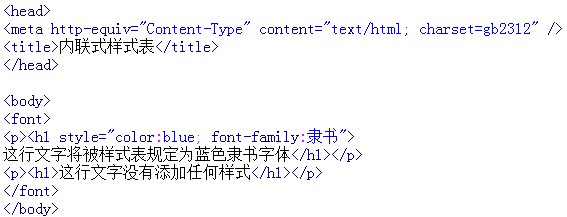 <head>
<meta http-equiv="Content-Type" content="text/html; charset=gb2312" />
<title>内联式样式表</title>
</head>
<body>
<font>
<p><h1 style="color:blue; font-family:隶书">
这行文字将被样式表规定为蓝色隶书字体</h1></p>
<p><h1>这行文字没有添加任何样式</h1></p>
</font>
</body>